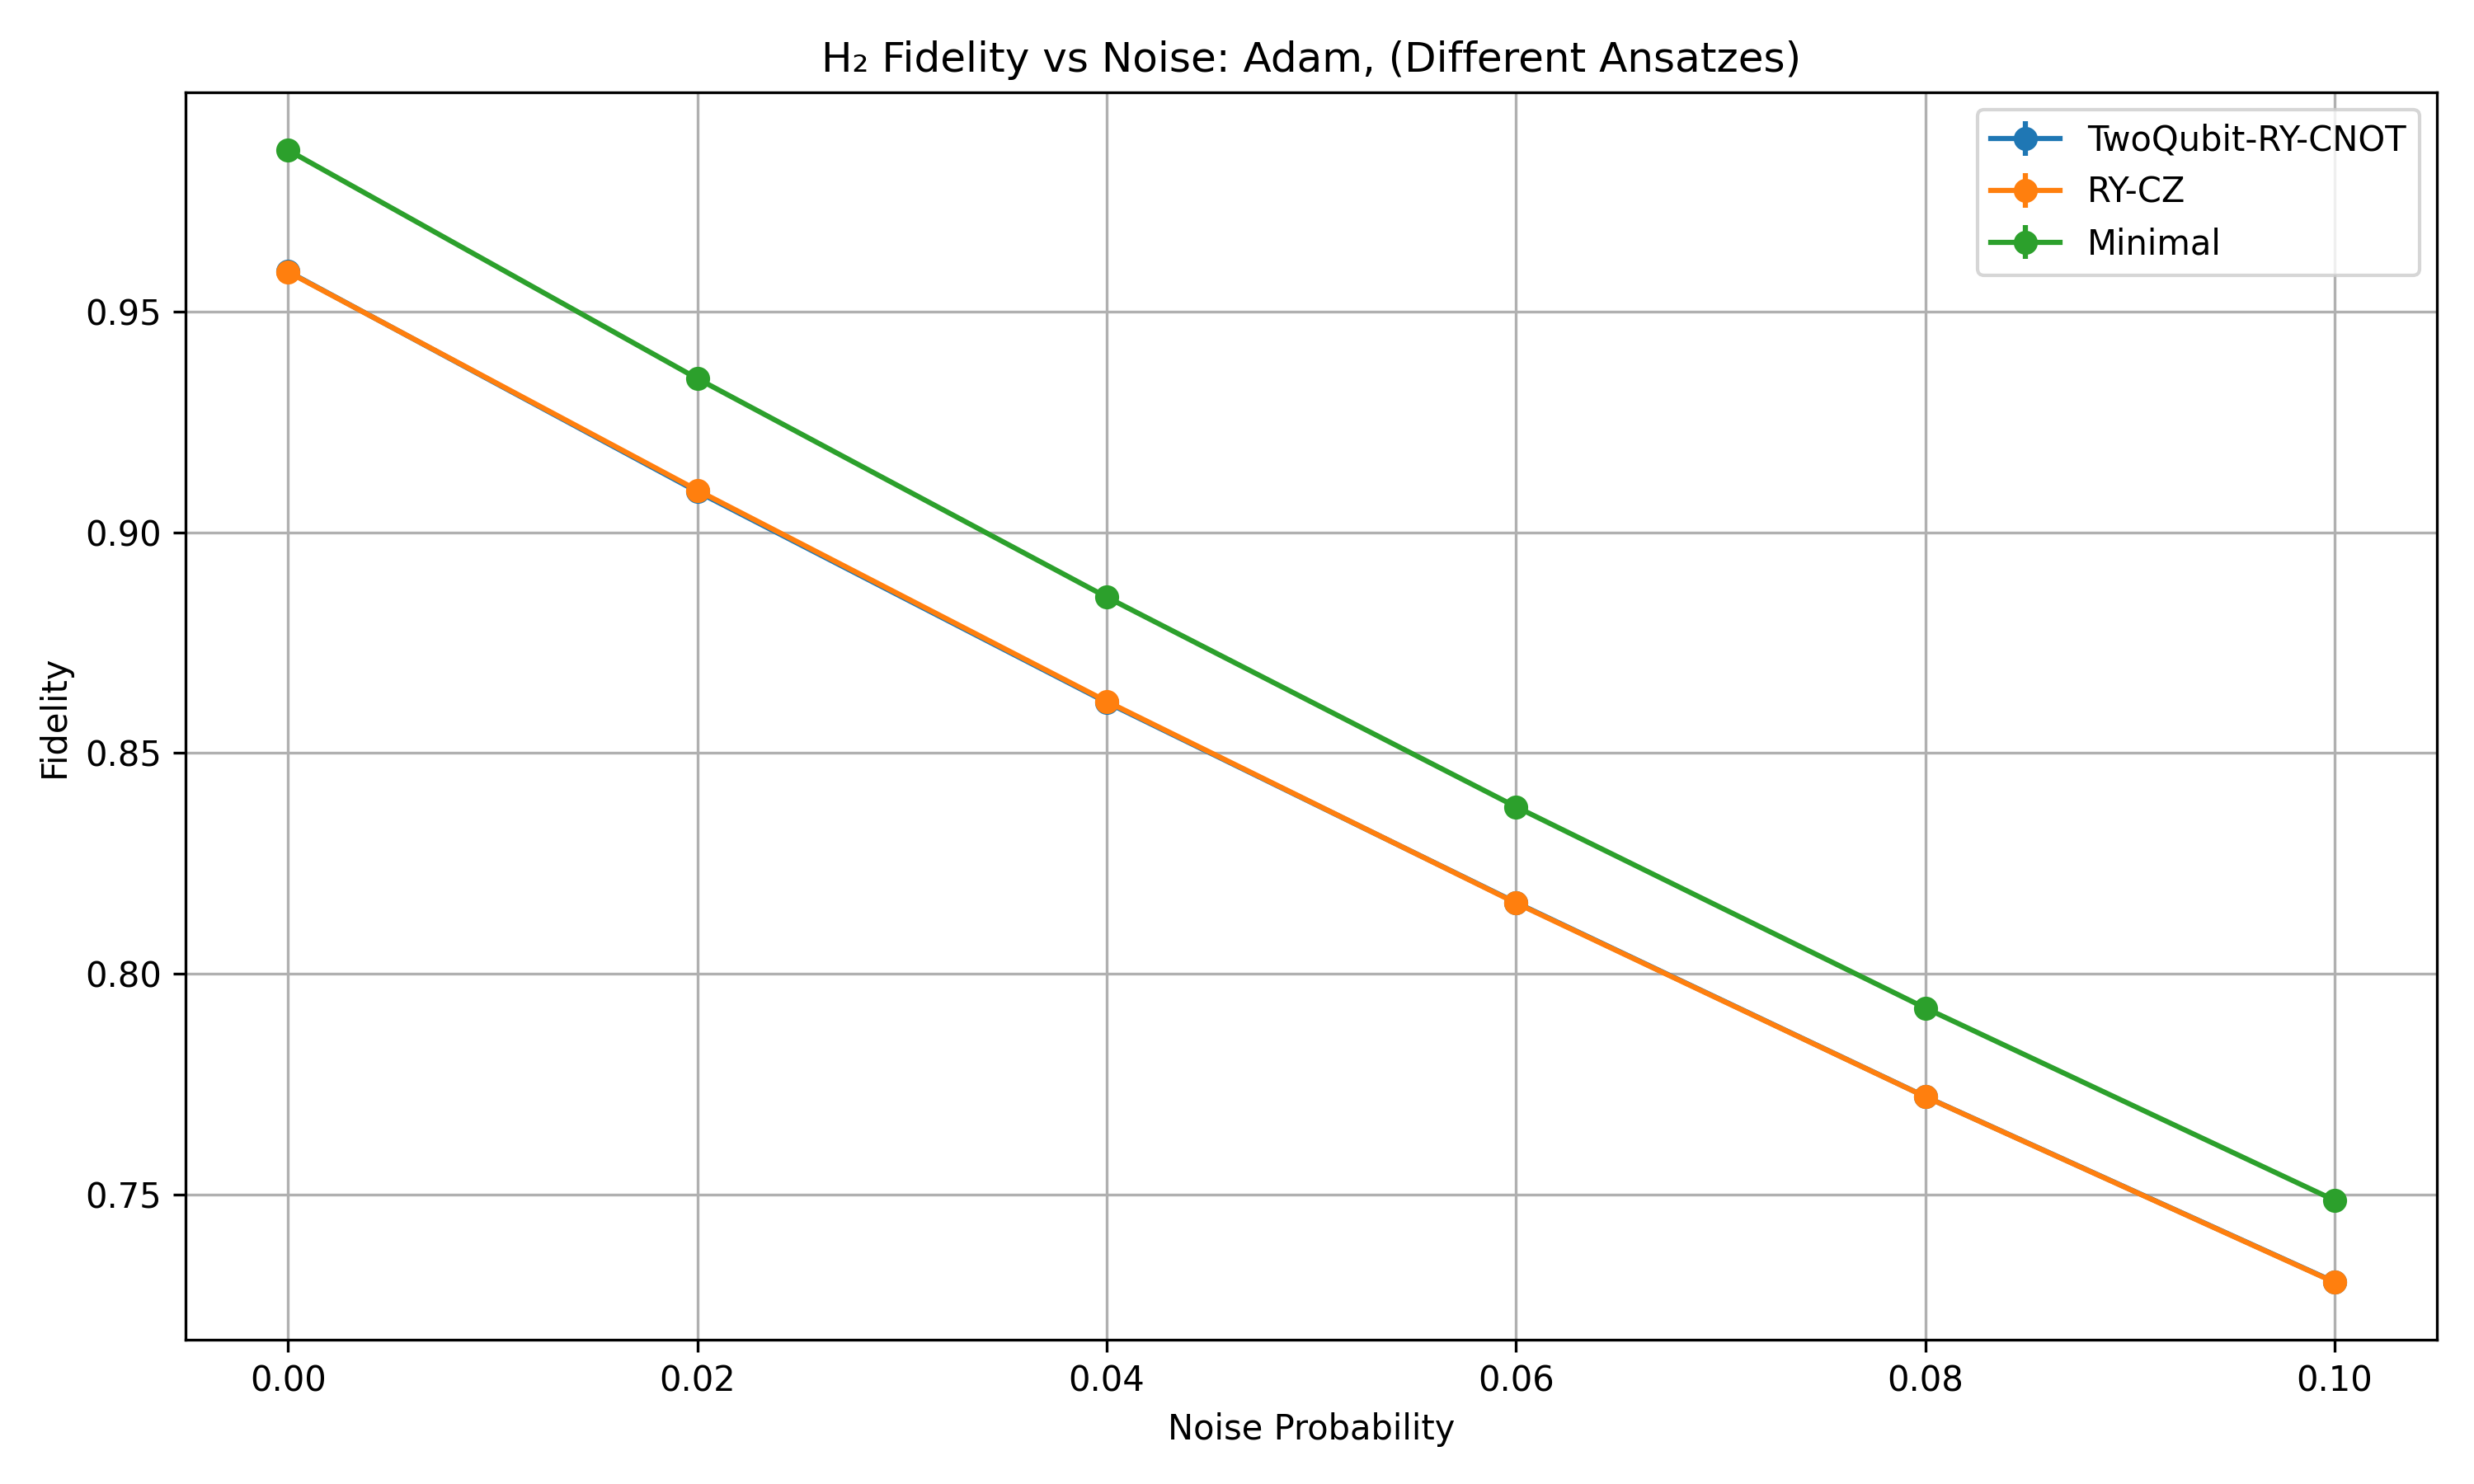 H₂ Fidelity vs Noise: Adam, (Different Ansatzes)
TwoQubit-RY-CNOT
RY-CZ
Minimal
Fidelity
0.95
0.90
0.85
0.80
0.75
0.00 0.02 0.04 0.06 0.08 0.10
Noise Probability